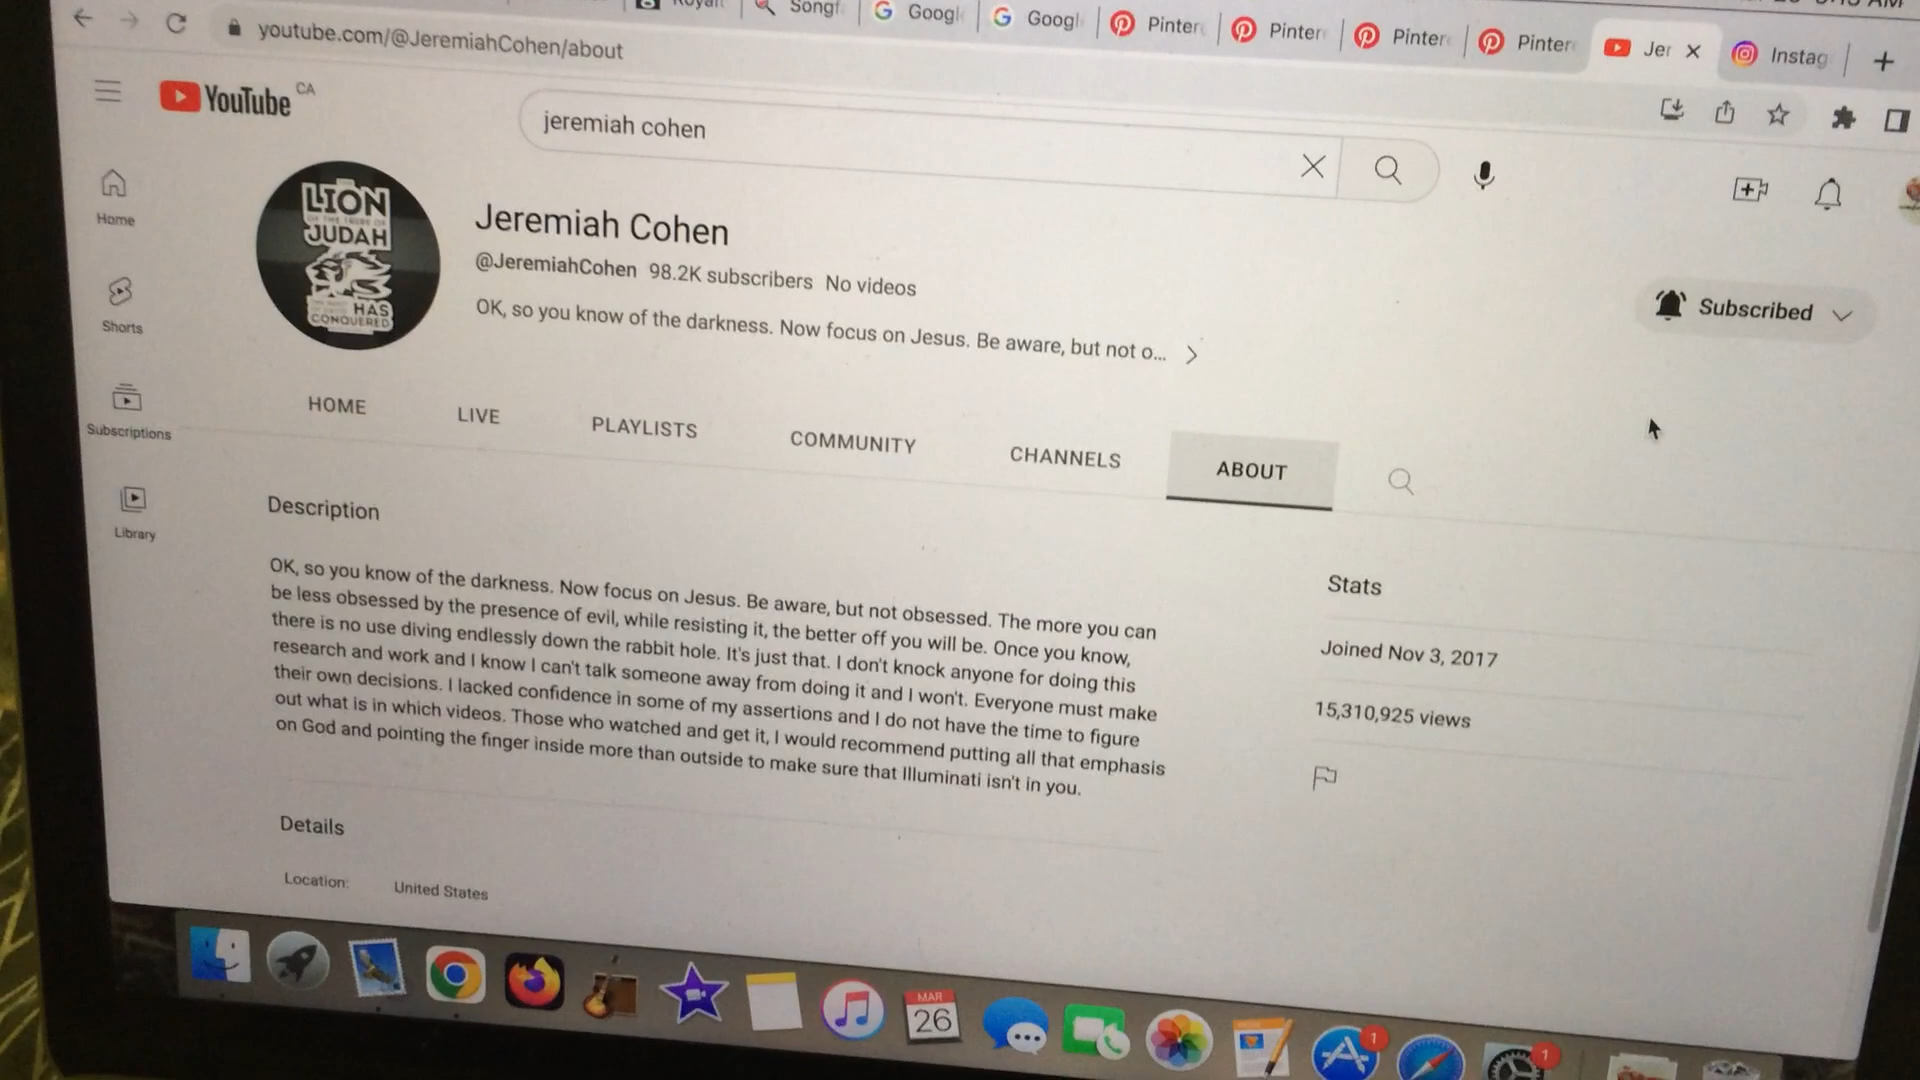 Songf
Googl
Googl
Pinter
Pinter
Pinter
Pinter
Jer
Instag
youtube.com/@JeremiahCohen/about
YouTube CA
jeremiah cohen
Home
Shorts
Subscriptions
Library
LION
OF THE TRIBE OF
JUDAH
HAS
CONQUERED
Jeremiah Cohen
@JeremiahCohen 98.2K subscribers No videos
OK, so you know of the darkness. Now focus on Jesus. Be aware, but not o...
Subscribed
HOME LIVE PLAYLISTS COMMUNITY CHANNELS ABOUT
Description
OK, so you know of the darkness. Now focus on Jesus. Be aware, but not obsessed. The more you can
be less obsessed by the presence of evil, while resisting it, the better off you will be. Once you know,
there is no use diving endlessly down the rabbit hole. It's just that. I don't knock anyone for doing this
research and work and I know I can't talk someone away from doing it and I won't. Everyone must make
their own decisions. I lacked confidence in some of my assertions and I do not have the time to figure
out what is in which videos. Those who watched and get it, I would recommend putting all that emphasis
on God and pointing the finger inside more than outside to make sure that Illuminati isn't in you.
Stats
Joined Nov 3, 2017
15,310,925 views
Details
Location: United States
MAR
26
1
1